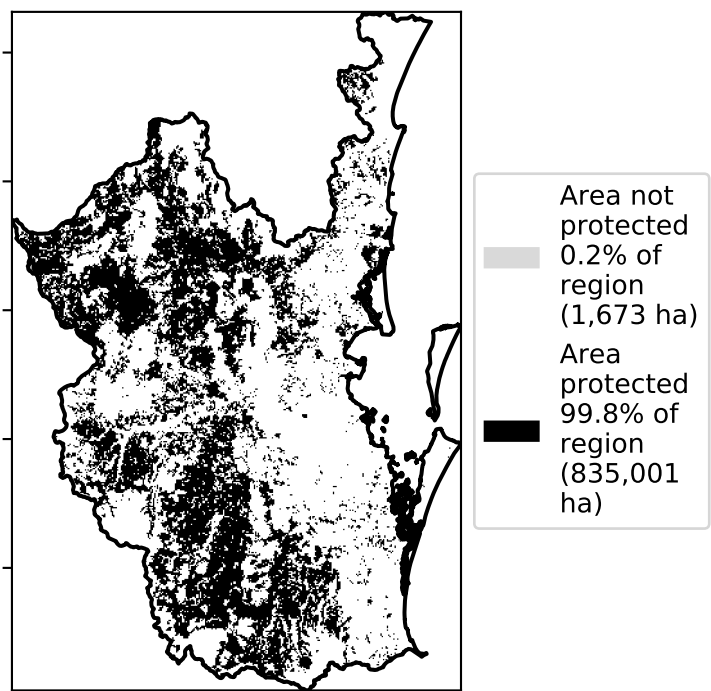 Area not
protected
0.2% of
region
(1,673 ha)
Area
protected
99.8% of
region
(835,001
ha)